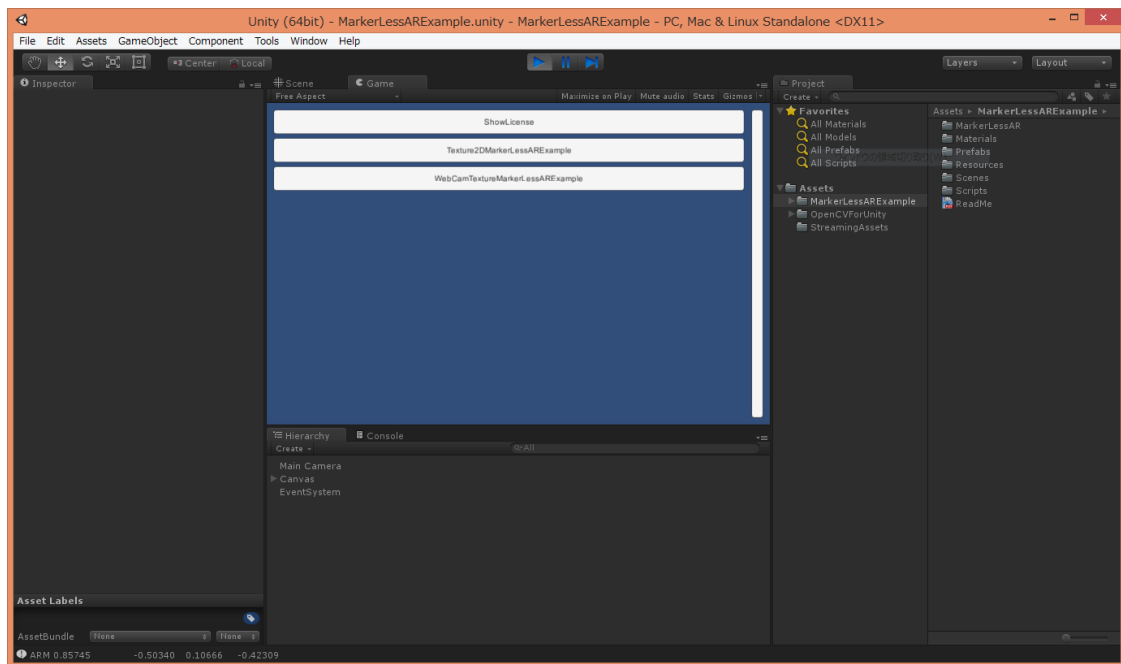 Unity (64bit) - MarkerLessARExample.unity - MarkerLessARExample - PC, Mac & Linux Standalone <DX11>
File Edit Assets GameObject Component Tools Window Help
Center Local
Layers Layout
Inspector
Scene Game
Free Aspect Maximize on Play Mute audio Stats Gizmos
ShowLicense
Texture2DMarkerLessARExample
WebCamTextureMarkerLessARExample
Hierarchy Console
Create All
Main Camera
Canvas
EventSystem
Project
Create
Favorites
All Materials
All Models
All Prefabs
All Scripts
Assets
MarkerLessARExample
OpenCVForUnity
StreamingAssets
Assets MarkerLessARExample
MarkerLessAR
Materials
Prefabs
Resources
Scenes
Scripts
ReadMe
Asset Labels
AssetBundle None None
ARM 0.85745 -0.50340 0.10666 -0.42309